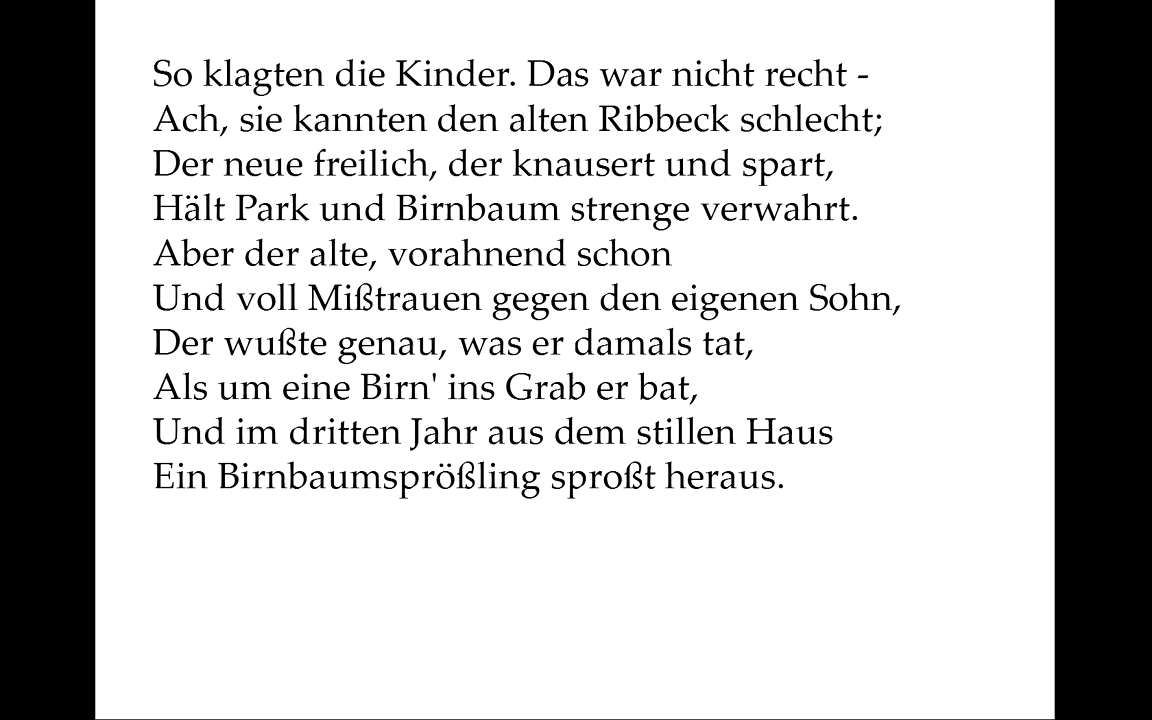 So klagten die Kinder. Das war nicht recht -
Ach, sie kannten den alten Ribbeck schlecht;
Der neue freilich, der knausert und spart,
Hält Park und Birnbaum strenge verwahrt.
Aber der alte, vorahnend schon
Und voll Mißtrauen gegen den eigenen Sohn,
Der wußte genau, was er damals tat,
Als um eine Birn' ins Grab er bat,
Und im dritten Jahr aus dem stillen Haus
Ein Birnbaumsprößling sproßt heraus.